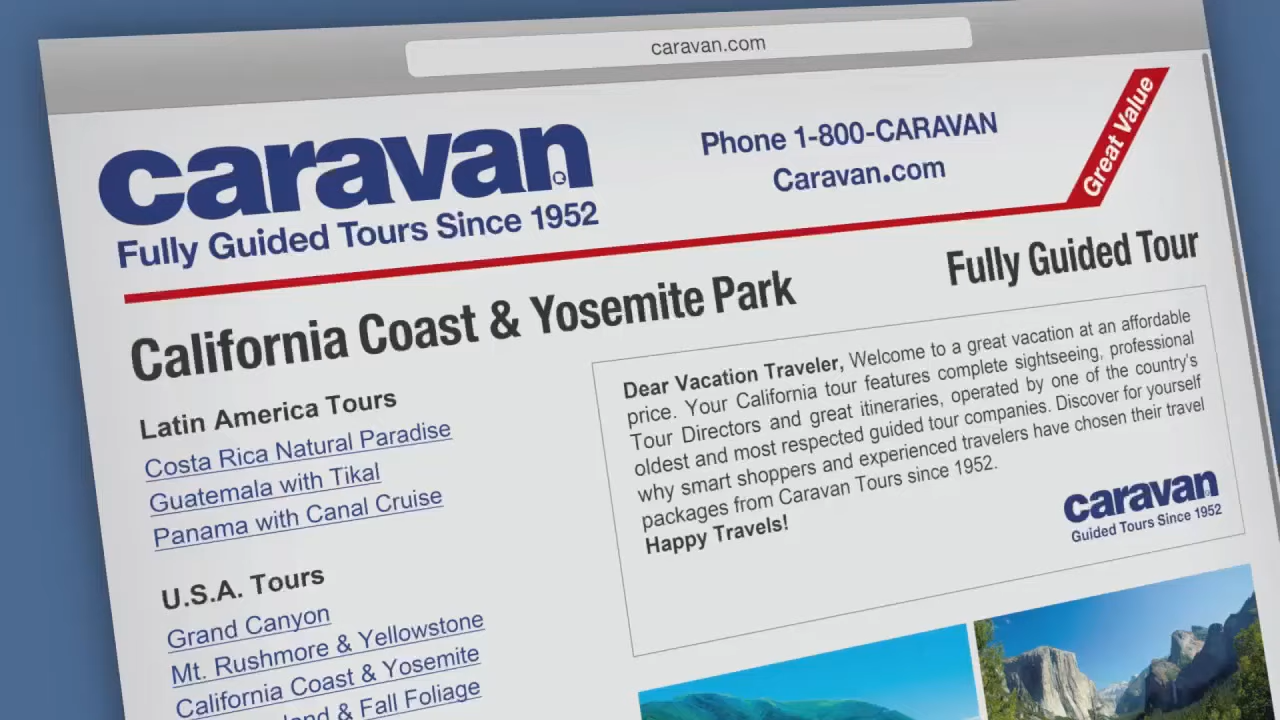 caravan.com
caravan
Fully Guided Tours Since 1952
Phone 1-800-CARAVAN
Caravan.com
Great Value
California Coast & Yosemite Park
Fully Guided Tour
Latin America Tours
Costa Rica Natural Paradise
Guatemala with Tikal
Panama with Canal Cruise
U.S.A. Tours
Grand Canyon
Mt. Rushmore & Yellowstone
California Coast & Yosemite
& Fall Foliage
Dear Vacation Traveler, Welcome to a great vacation at an affordable
price. Your California tour features complete sightseeing, professional
Tour Directors and great itineraries, operated by one of the country's
oldest and most respected guided tour companies. Discover for yourself
why smart shoppers and experienced travelers have chosen their travel
packages from Caravan Tours since 1952.
Happy Travels!
caravan
Guided Tours Since 1952